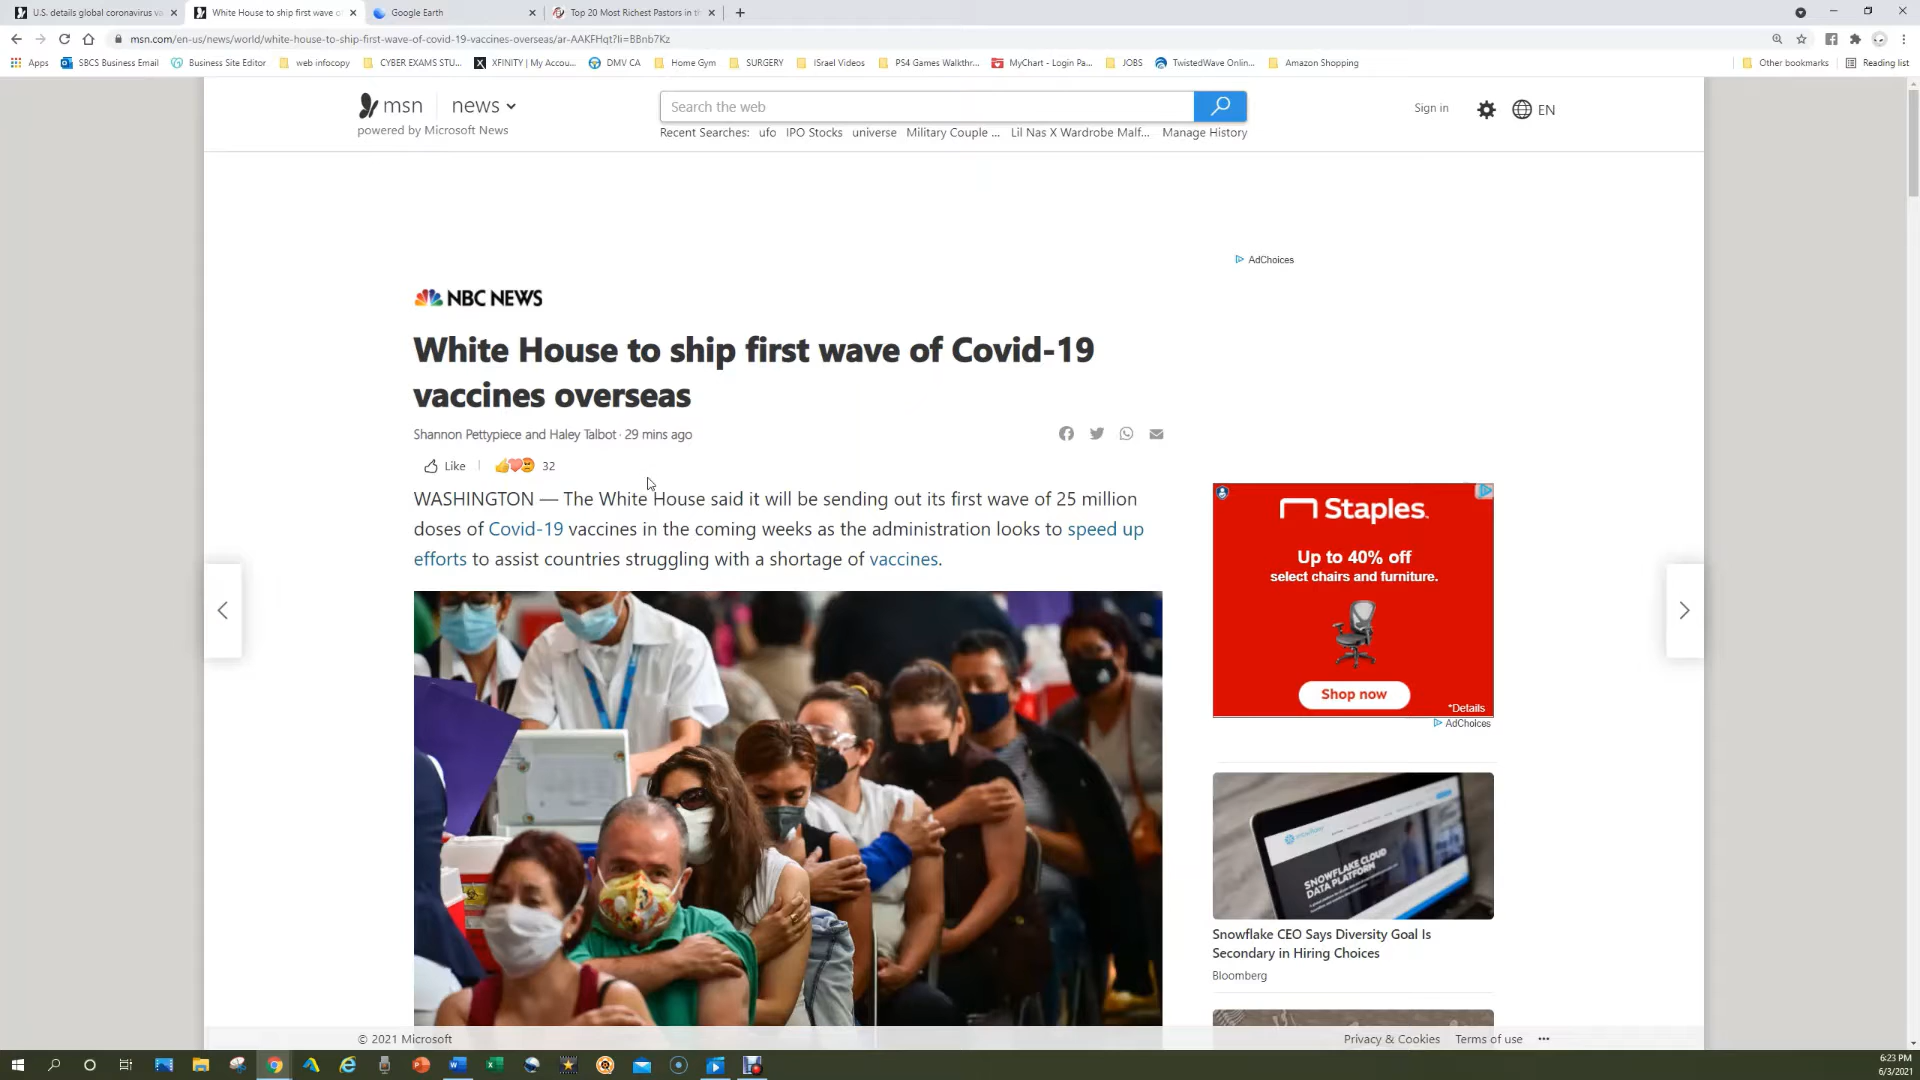 U.S. details global coronavirus va
White House to ship first wave o
Google Earth
Top 20 Most Richest Pastors in th
msn.com/en-us/news/world/white-house-to-ship-first-wave-of-covid-19-vaccines-overseas/ar-AAKFHqt?li=BBnb7Kz
Apps SBCS Business Email Business Site Editor web infocopy CYBER EXAMS STU... XFINITY | My Accou... DMV CA Home Gym SURGERY ISrael Videos PS4 Games Walkthr... MyChart - Login Pa... JOBS TwistedWave Onlin... Amazon Shopping Other bookmarks Reading list
msn news
powered by Microsoft News
Search the web
Sign in
EN
Recent Searches: ufo IPO Stocks universe Military Couple ... Lil Nas X Wardrobe Malf... Manage History
AdChoices
NBC NEWS
White House to ship first wave of Covid-19
vaccines overseas
Shannon Pettypiece and Haley Talbot · 29 mins ago
Like 32
WASHINGTON — The White House said it will be sending out its first wave of 25 million
doses of Covid-19 vaccines in the coming weeks as the administration looks to speed up
efforts to assist countries struggling with a shortage of vaccines.
Staples.
Up to 40% off
select chairs and furniture.
Shop now
*Details
AdChoices
SNOWFLAKE CLOUD
DATA PLATFORM
Snowflake CEO Says Diversity Goal Is
Secondary in Hiring Choices
Bloomberg
© 2021 Microsoft
Privacy & Cookies Terms of use ...
6:23 PM
6/3/2021